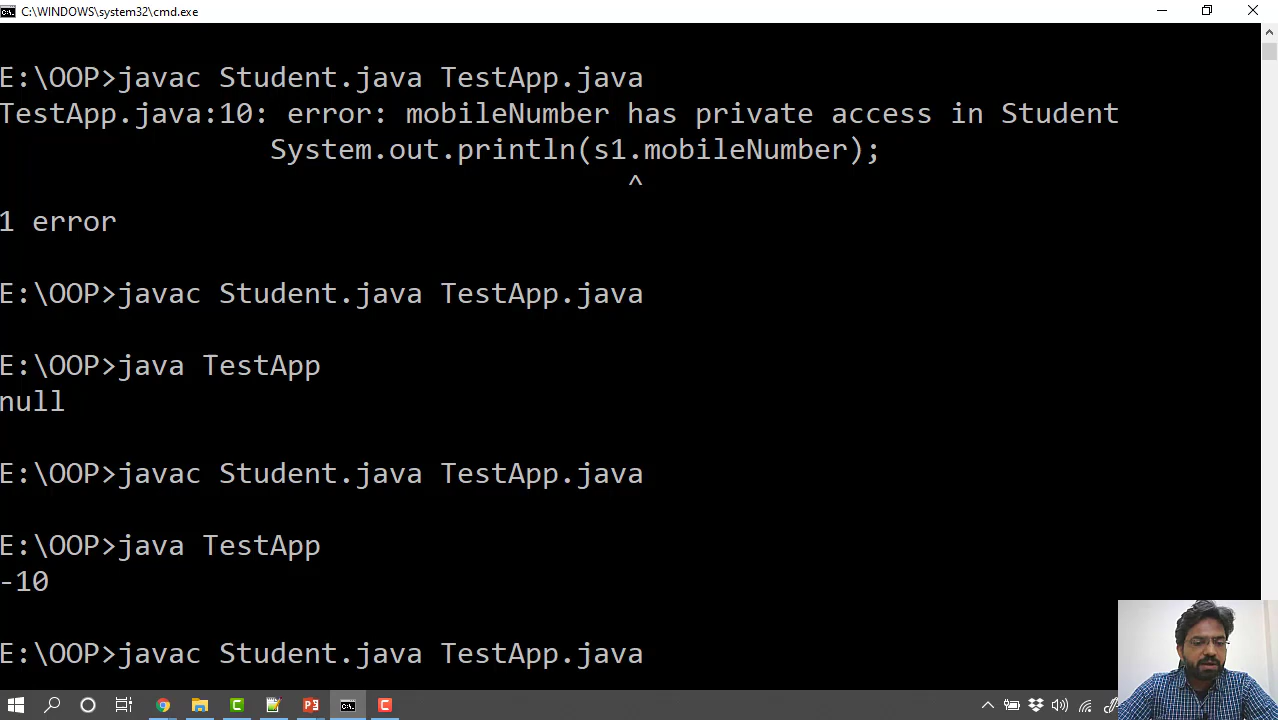 C:\WINDOWS\system32\cmd.exe
E:\OOP>javac Student.java TestApp.java
TestApp.java:10: error: mobileNumber has private access in Student
System.out.println(s1.mobileNumber);
^
1 error
E:\OOP>javac Student.java TestApp.java
E:\OOP>java TestApp
null
E:\OOP>javac Student.java TestApp.java
E:\OOP>java TestApp
-10
E:\OOP>javac Student.java TestApp.java